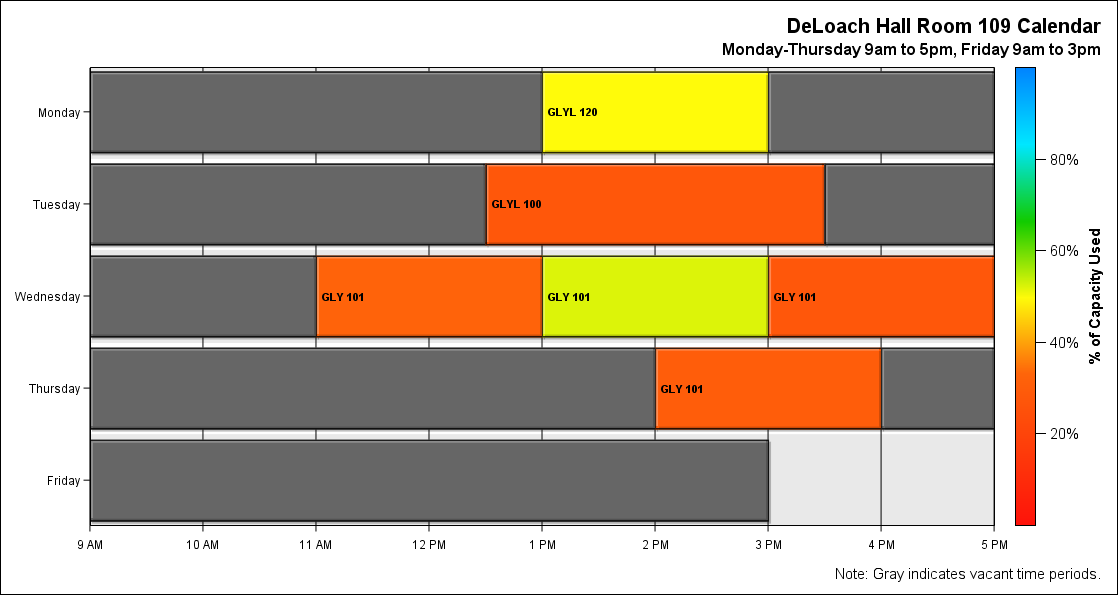 DeLoach Hall Room 109 Calendar
Monday-Thursday 9am to 5pm, Friday 9am to 3pm
Monday
GLYL 120
80%
Tuesday
GLYL 100
60%
Wednesday
GLY 101
GLY 101
GLY 101
% of Capacity Used
40%
Thursday
GLY 101
20%
Friday
9 AM
10 AM
11 AM
12 PM
1 PM
2 PM
3 PM
4 PM
5 PM
Note: Gray indicates vacant time periods.